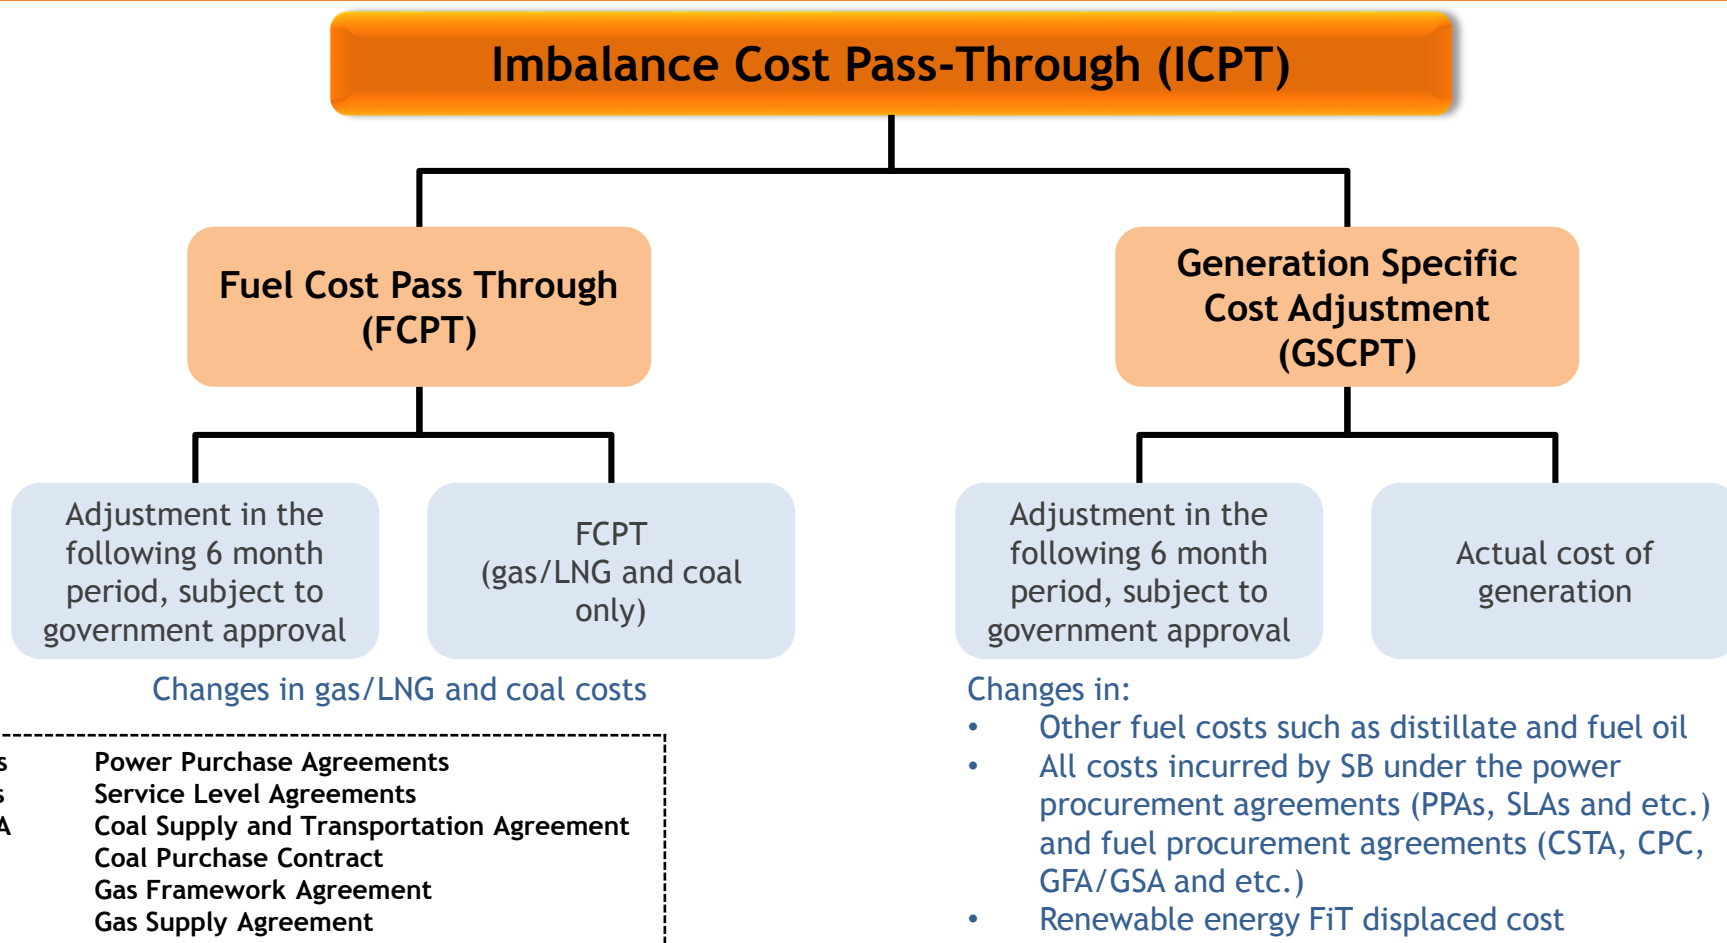 Imbalance Cost Pass-Through (ICPT)
Fuel Cost Pass Through
(FCPT)
Generation Specific
Cost Adjustment
(GSCPT)
Adjustment in the
following 6 month
period, subject to
government approval
FCPT
(gas/LNG and coal
only)
Adjustment in the
following 6 month
period, subject to
government approval
Actual cost of
generation
Changes in gas/LNG and coal costs
s Power Purchase Agreements
s Service Level Agreements
A Coal Supply and Transportation Agreement
Coal Purchase Contract
Gas Framework Agreement
Gas Supply Agreement
Changes in:
• Other fuel costs such as distillate and fuel oil
• All costs incurred by SB under the power
procurement agreements (PPAs, SLAs and etc.)
and fuel procurement agreements (CSTA, CPC,
GFA/GSA and etc.)
• Renewable energy FiT displaced cost